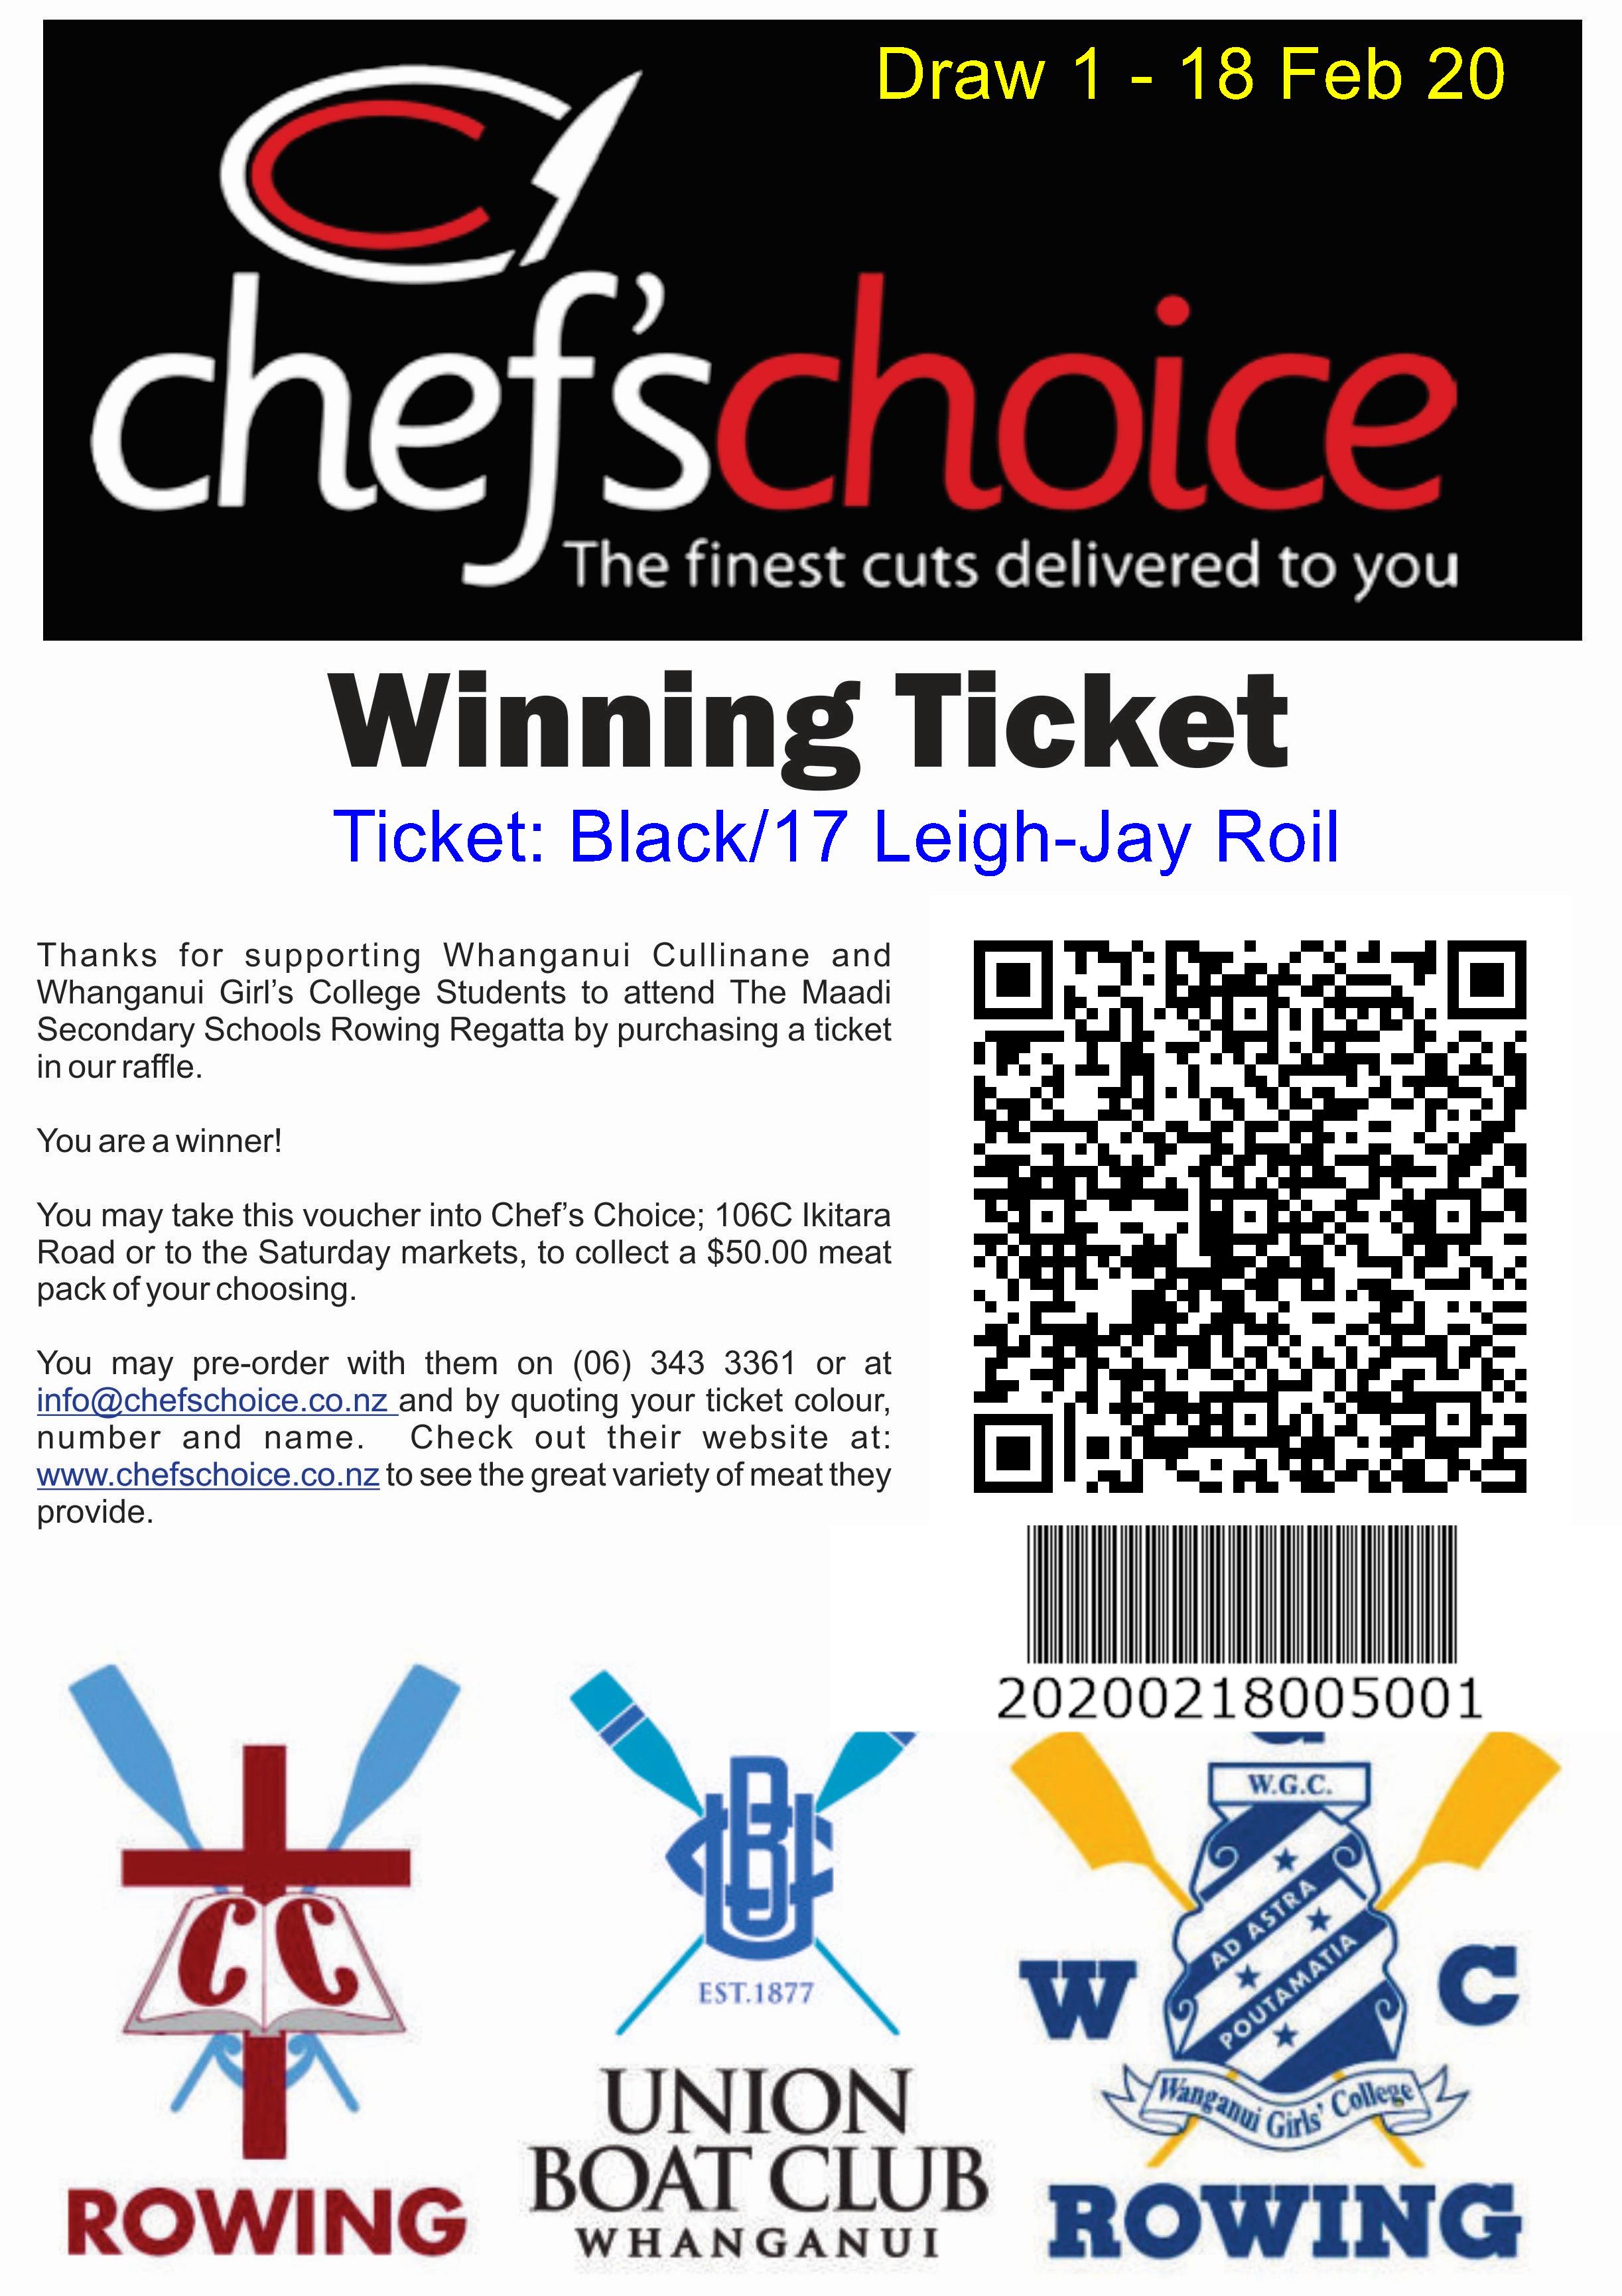 Draw 1 - 18 Feb 20
chef'schoice
The finest cuts delivered to you
Winning Ticket
Ticket: Black/17 Leigh-Jay Roil
Thanks for supporting Whanganui Cullinane and
Whanganui Girl's College Students to attend The Maadi
Secondary Schools Rowing Regatta by purchasing a ticket
in our raffle.
You are a winner!
You may take this voucher into Chef's Choice; 106C Ikitara
Road or to the Saturday markets, to collect a $50.00 meat
pack of your choosing.
You may pre-order with them on (06) 343 3361 or at
info@chefschoice.co.nz and by quoting your ticket colour,
number and name. Check out their website at:
www.chefschoice.co.nz to see the great variety of meat they
provide.
20200218005001
CC
ROWING
UBC
EST.1877
UNION
BOAT CLUB
WHANGANUI
G
W.G.C.
W C
AD ASTRA
POUTAMATIA
Wanganui Girls' College
ROWING